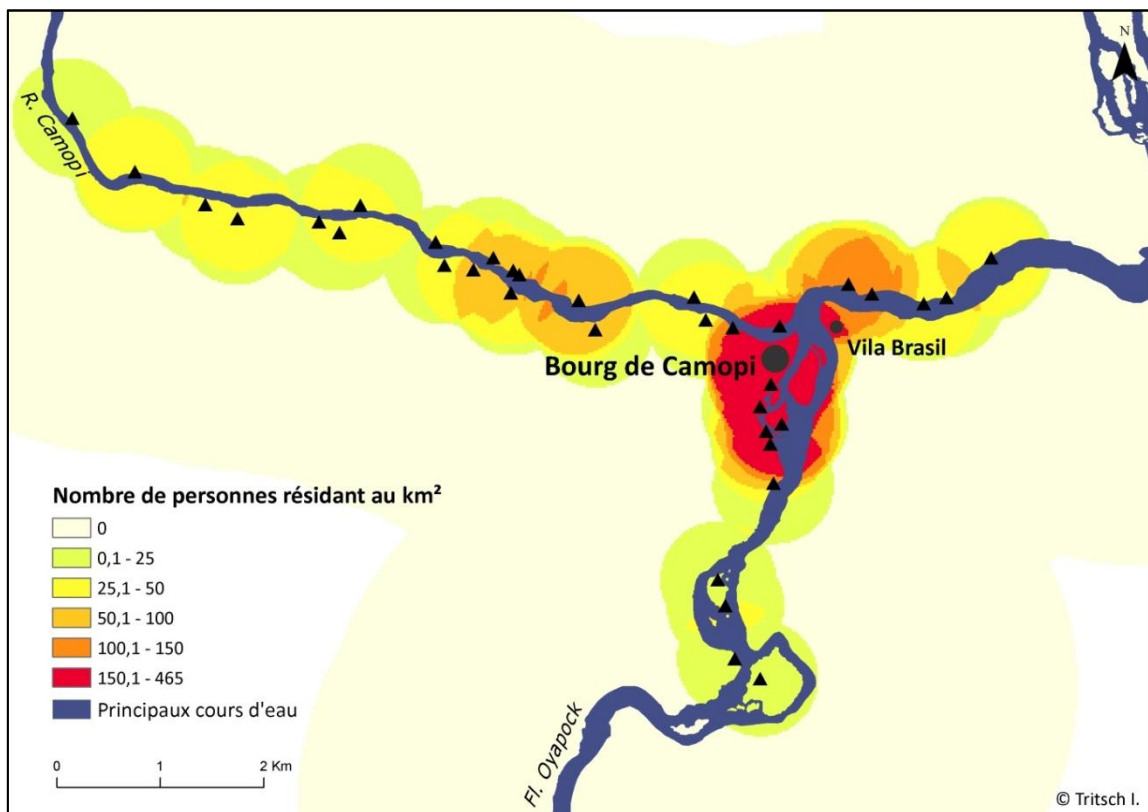 N
R. Camopi
Vila Brasil
Bourg de Camopi
Nombre de personnes résidant au km²
0
0,1 - 25
25,1 - 50
50,1 - 100
100,1 - 150
150,1 - 465
Principaux cours d'eau
0 1 2 Km
Fl. Oyapock
© Tritsch I.